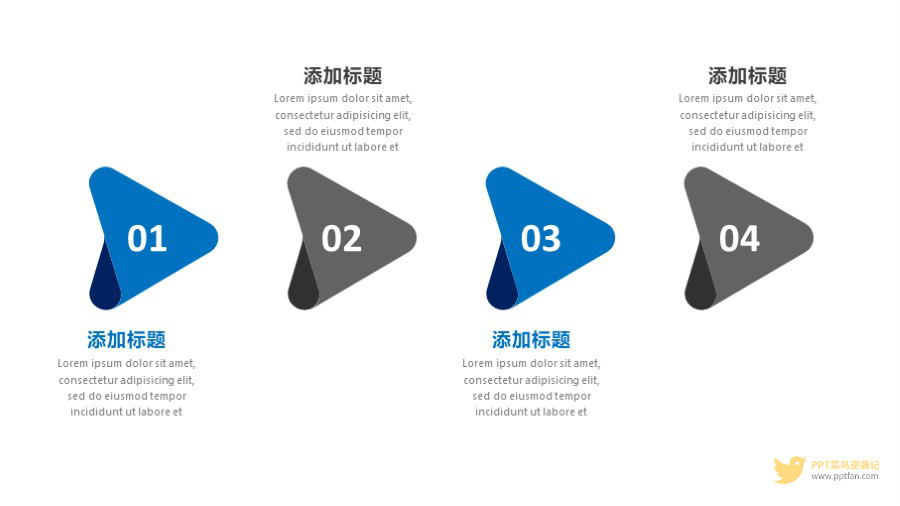 添加标题
Lorem ipsum dolor sit amet,
consectetur adipisicing elit,
sed do eiusmod tempor
incididunt ut labore et
添加标题
Lorem ipsum dolor sit amet,
consectetur adipisicing elit,
sed do eiusmod tempor
incididunt ut labore et
01
02
03
04
添加标题
Lorem ipsum dolor sit amet,
consectetur adipisicing elit,
sed do eiusmod tempor
incididunt ut labore et
添加标题
Lorem ipsum dolor sit amet,
consectetur adipisicing elit,
sed do eiusmod tempor
incididunt ut labore et
PPT菜鸟逆袭记
www.pptfan.com